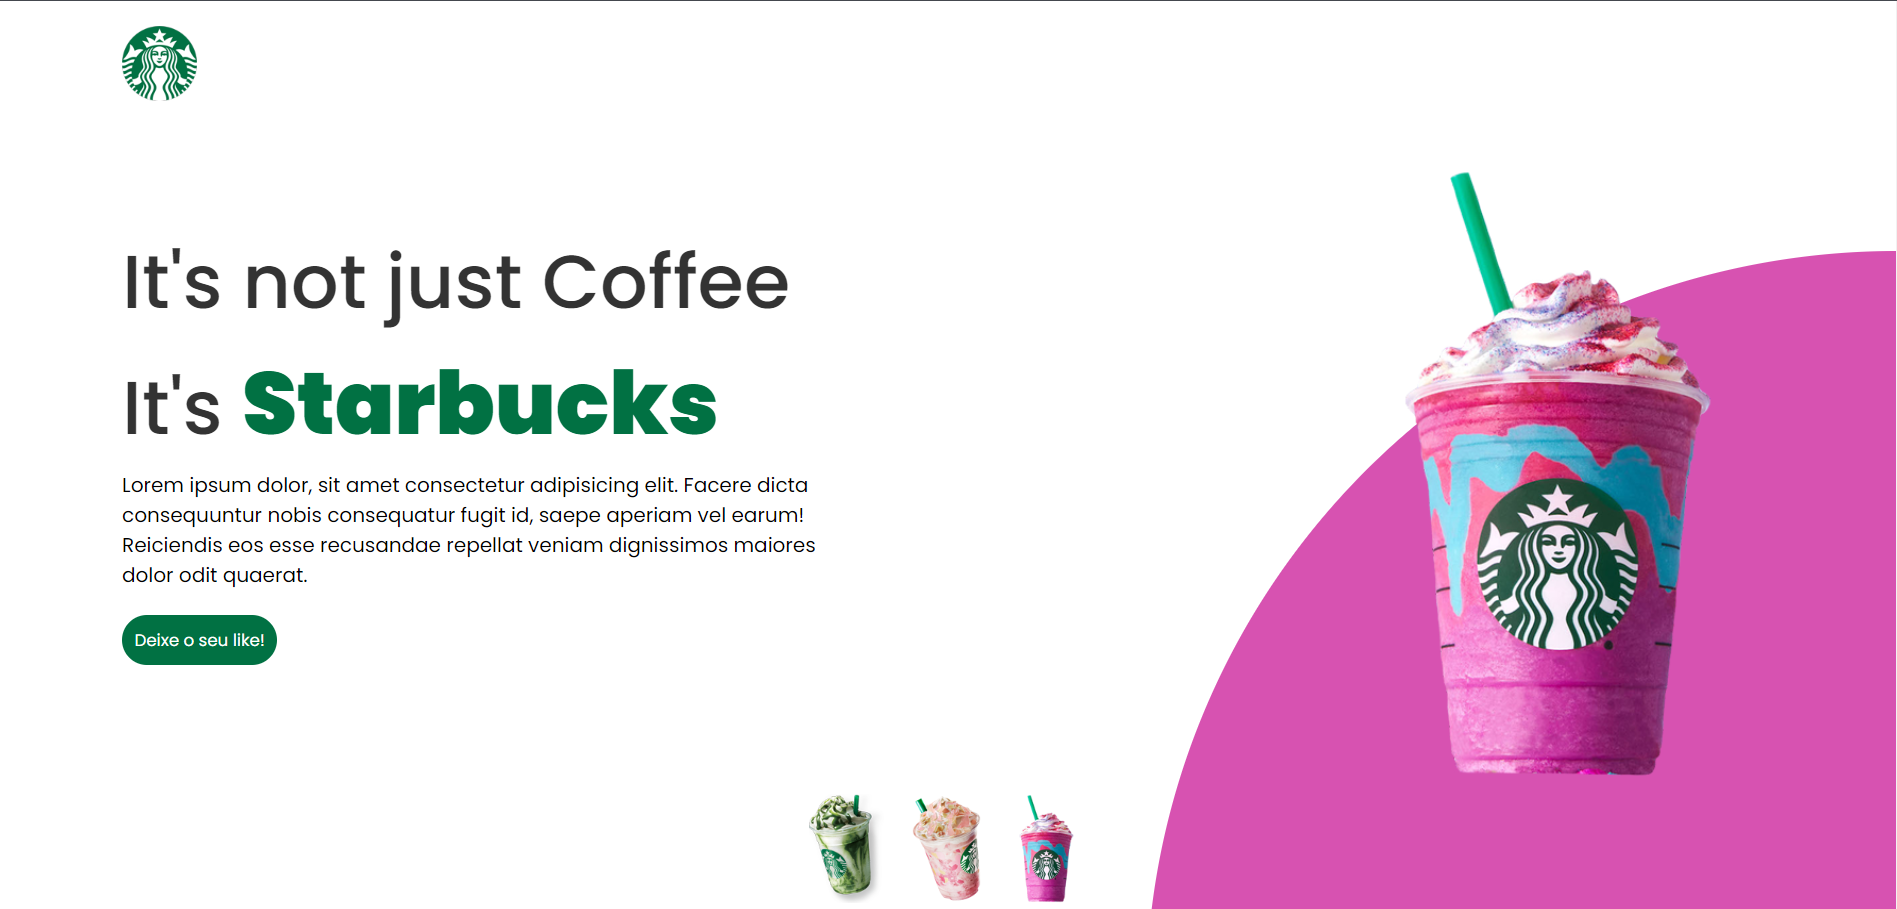 It's not just Coffee
It's Starbucks
Lorem ipsum dolor, sit amet consectetur adipisicing elit. Facere dicta
consequuntur nobis consequatur fugit id, saepe aperiam vel earum!
Reiciendis eos esse recusandae repellat veniam dignissimos maiores
dolor odit quaerat.
Deixe o seu like!